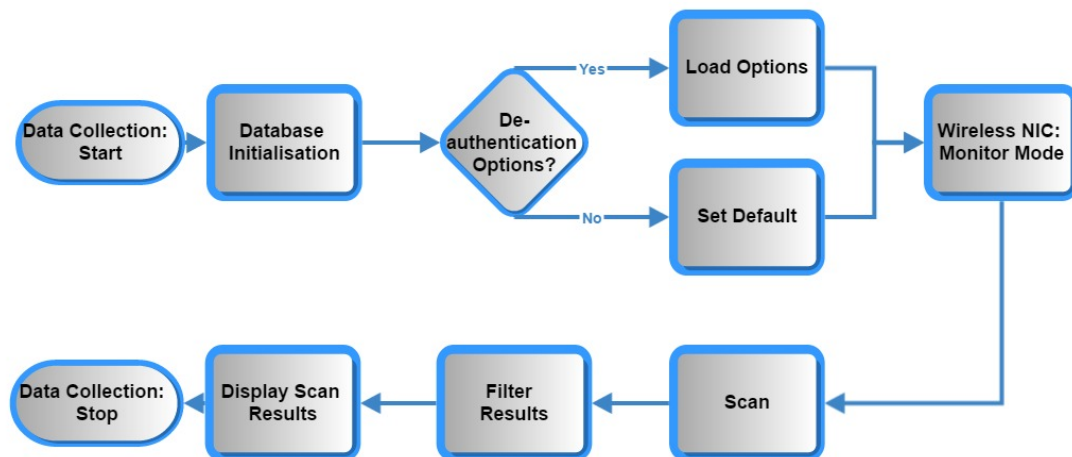 Data Collection:
Start
Database
Initialisation
De-
authentication
Options?
Yes
Load Options
No
Set Default
Wireless NIC:
Monitor Mode
Scan
Filter
Results
Display Scan
Results
Data Collection:
Stop